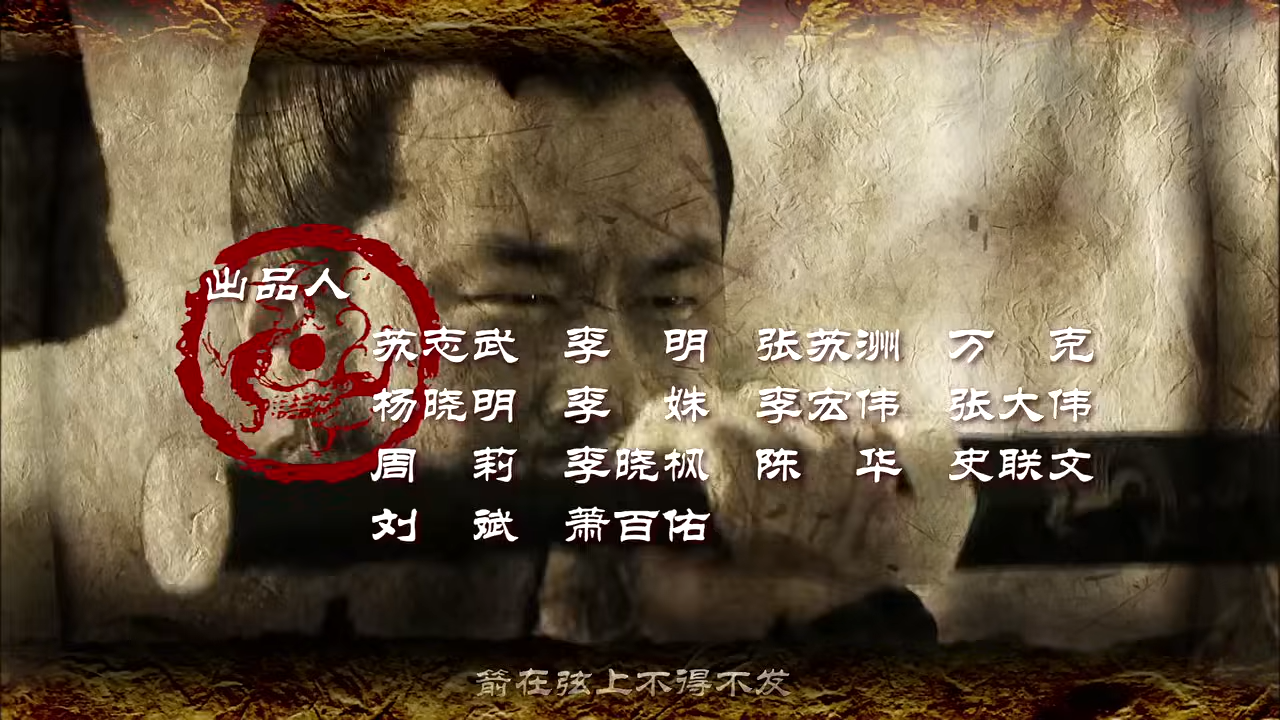 出品人
苏志武 李明 张苏洲 万克
杨晓明 李姝 李宏伟 张大伟
周莉 李晓枫 陈华 史联文
刘斌 萧百佑
箭在弦上不得不发